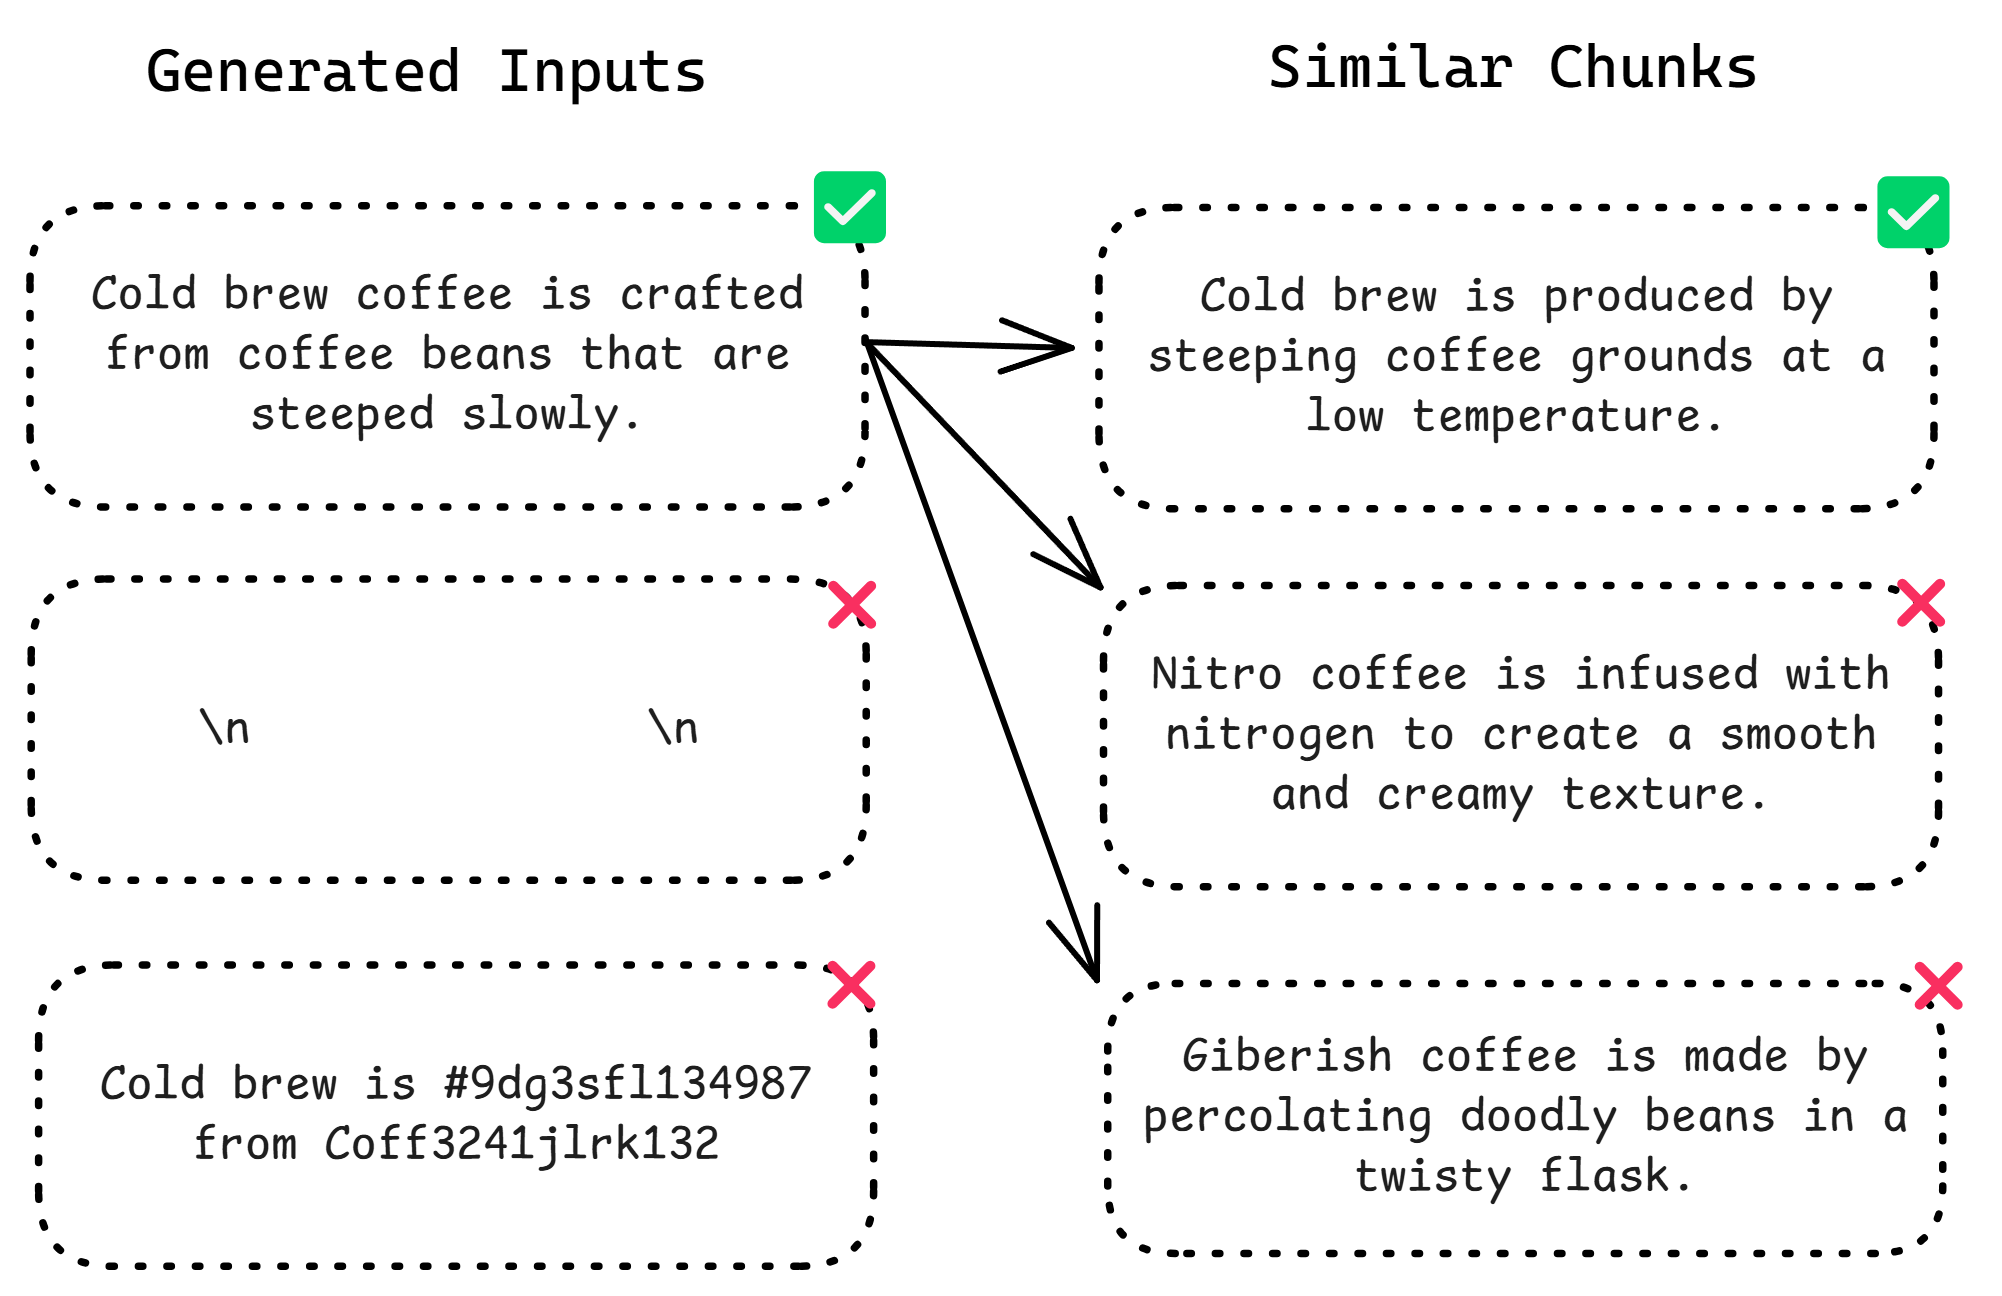 Generated Inputs
Cold brew coffee is crafted
from coffee beans that are
steeped slowly.
\n \n
Cold brew is #9dg3sfl134987
from Coff3241jlrk132
Similar Chunks
Cold brew is produced by
steeping coffee grounds at a
low temperature.
Nitro coffee is infused with
nitrogen to create a smooth
and creamy texture.
Giberish coffee is made by
percolating doodly beans in a
twisty flask.